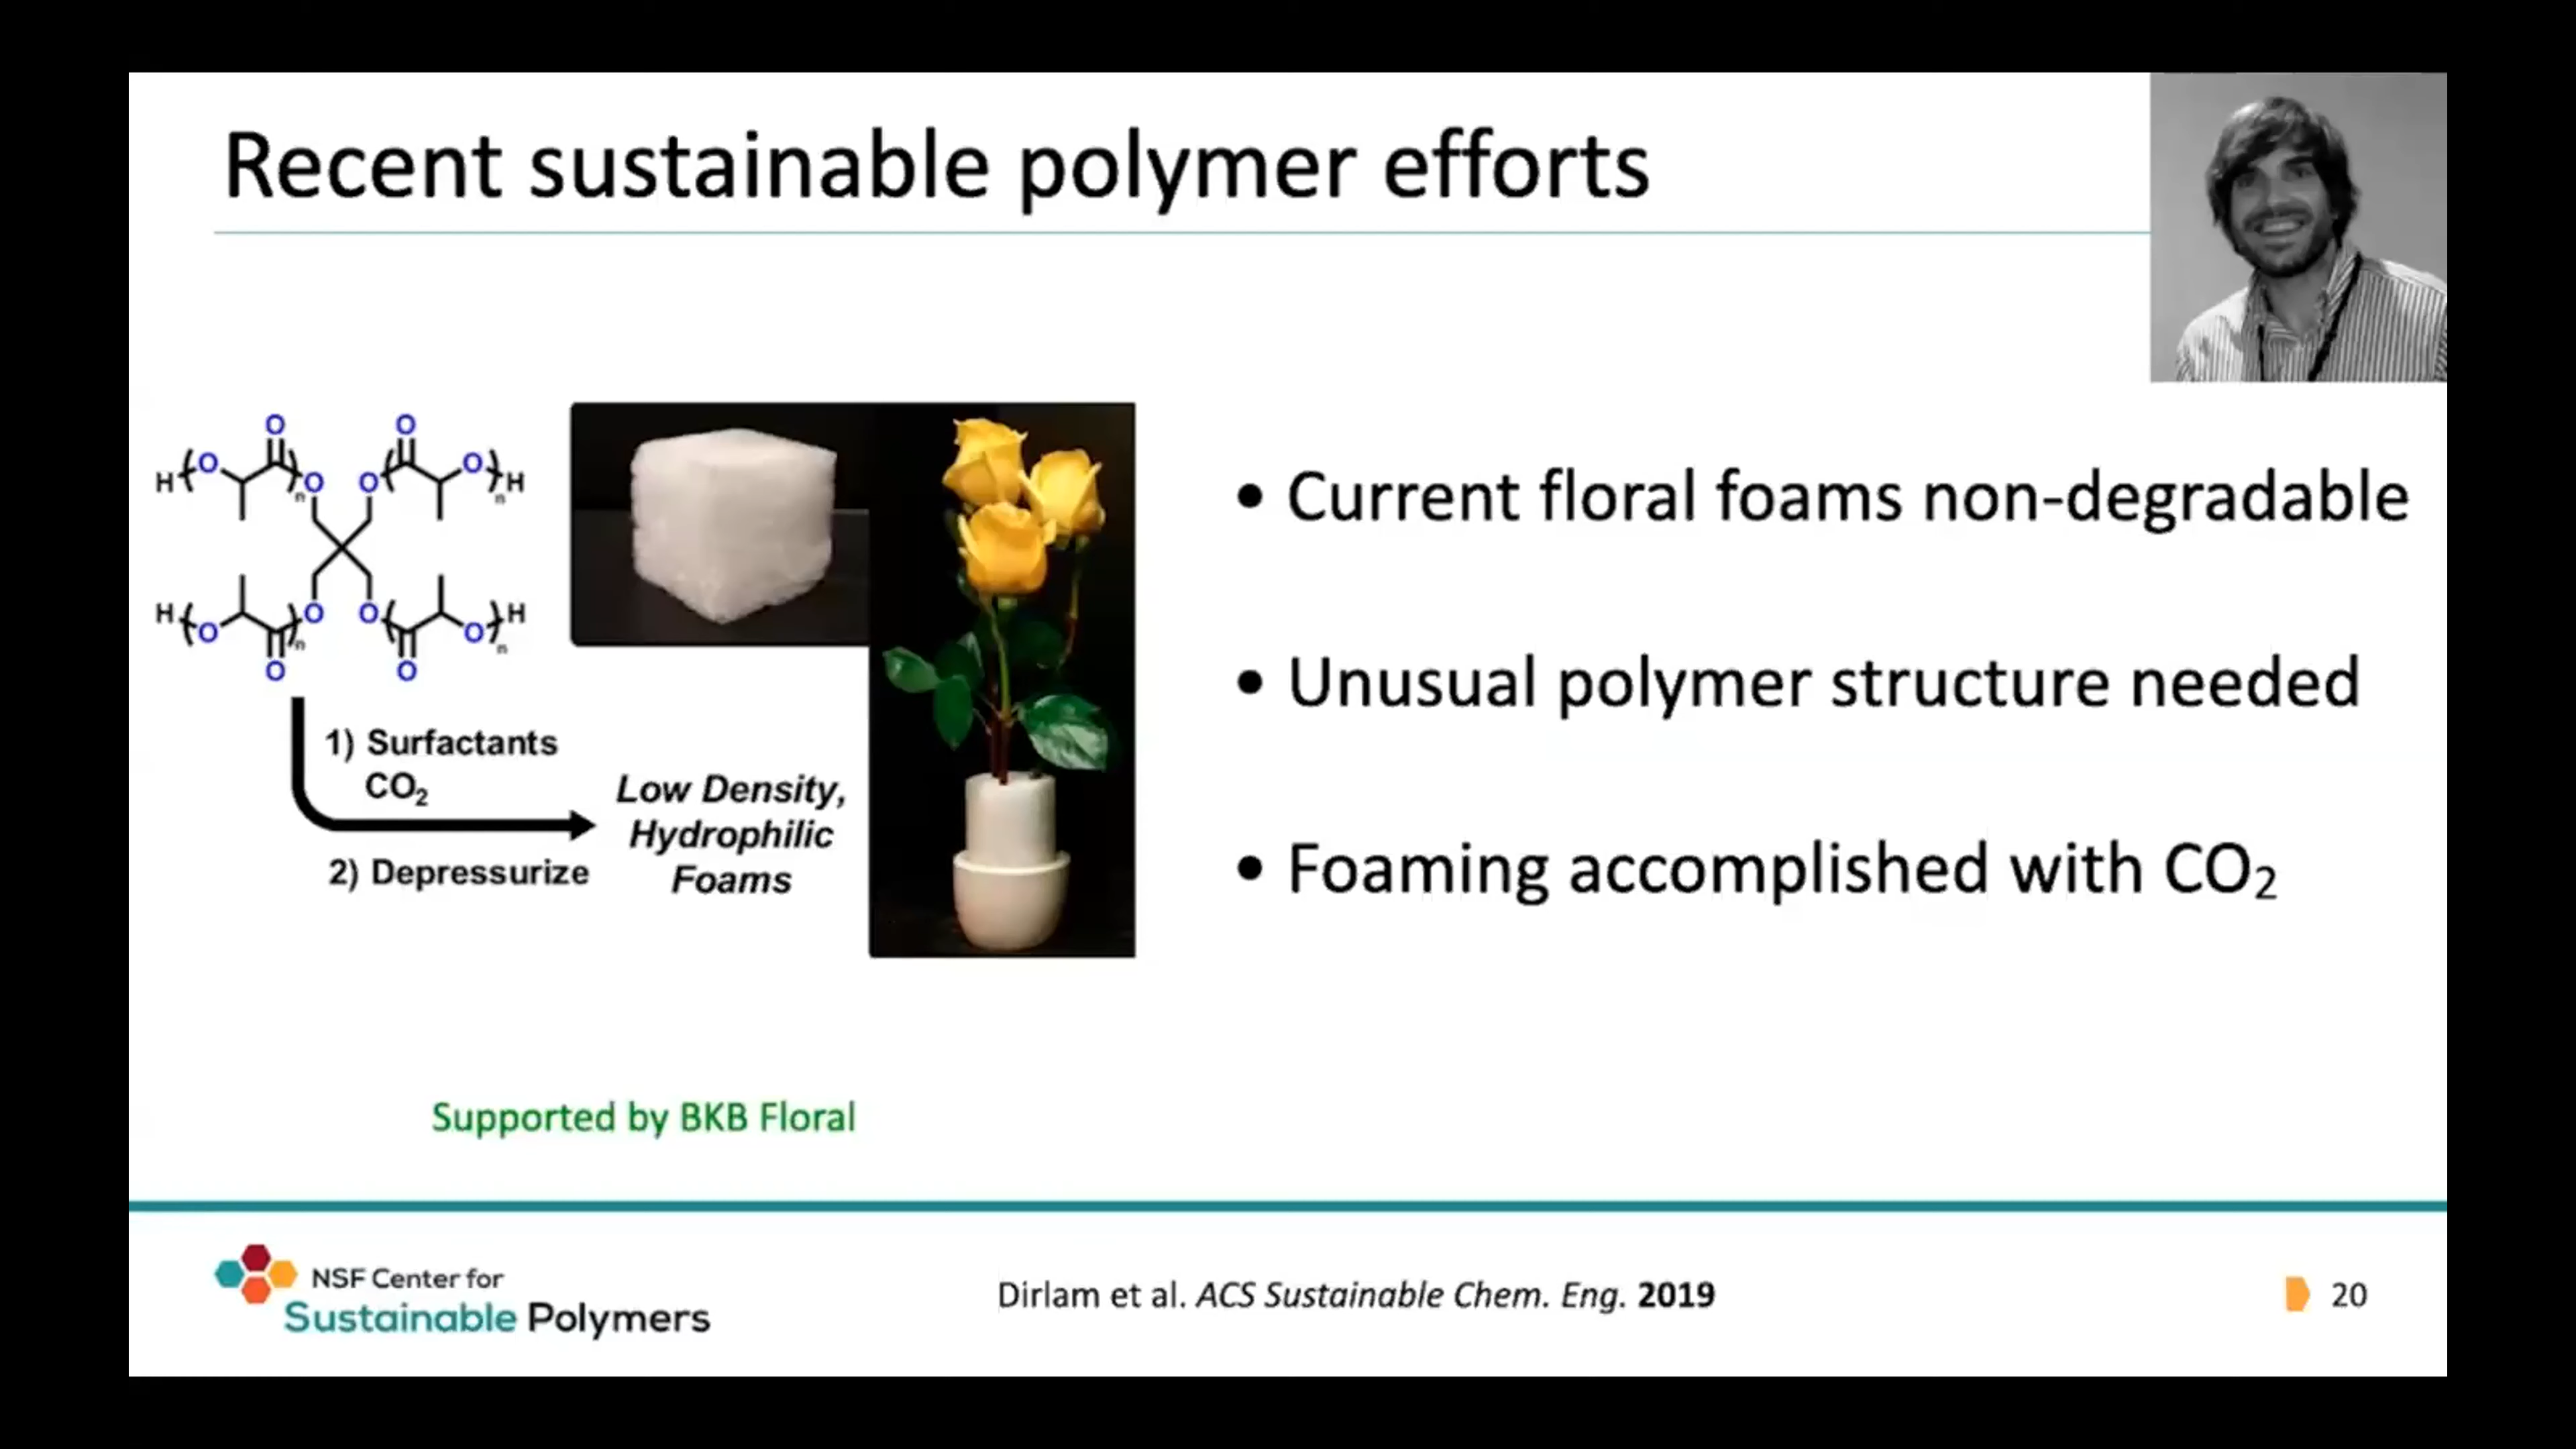 Recent sustainable polymer efforts
O O
H (O )n O O ( O)n H
H (O )n O O ( O)n H
O O
1) Surfactants
CO₂
2) Depressurize
Low Density,
Hydrophilic
Foams
• Current floral foams non-degradable
• Unusual polymer structure needed
• Foaming accomplished with CO₂
Supported by BKB Floral
NSF Center for
Sustainable Polymers
Dirlam et al. ACS Sustainable Chem. Eng. 2019
20